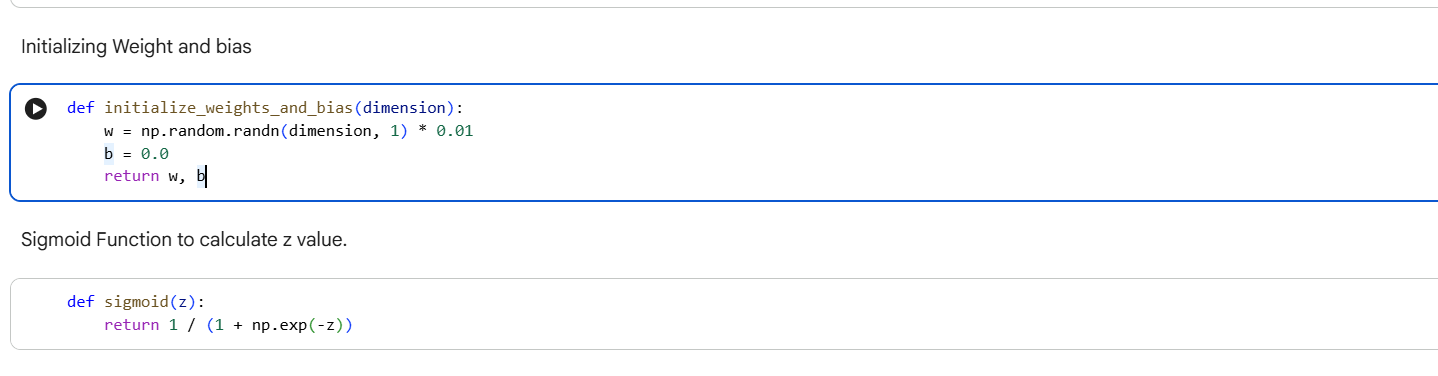 Initializing Weight and bias
def initialize_weights_and_bias(dimension):
    w = np.random.randn(dimension, 1) * 0.01
    b = 0.0
    return w, b
Sigmoid Function to calculate z value.
def sigmoid(z):
    return 1 / (1 + np.exp(-z))